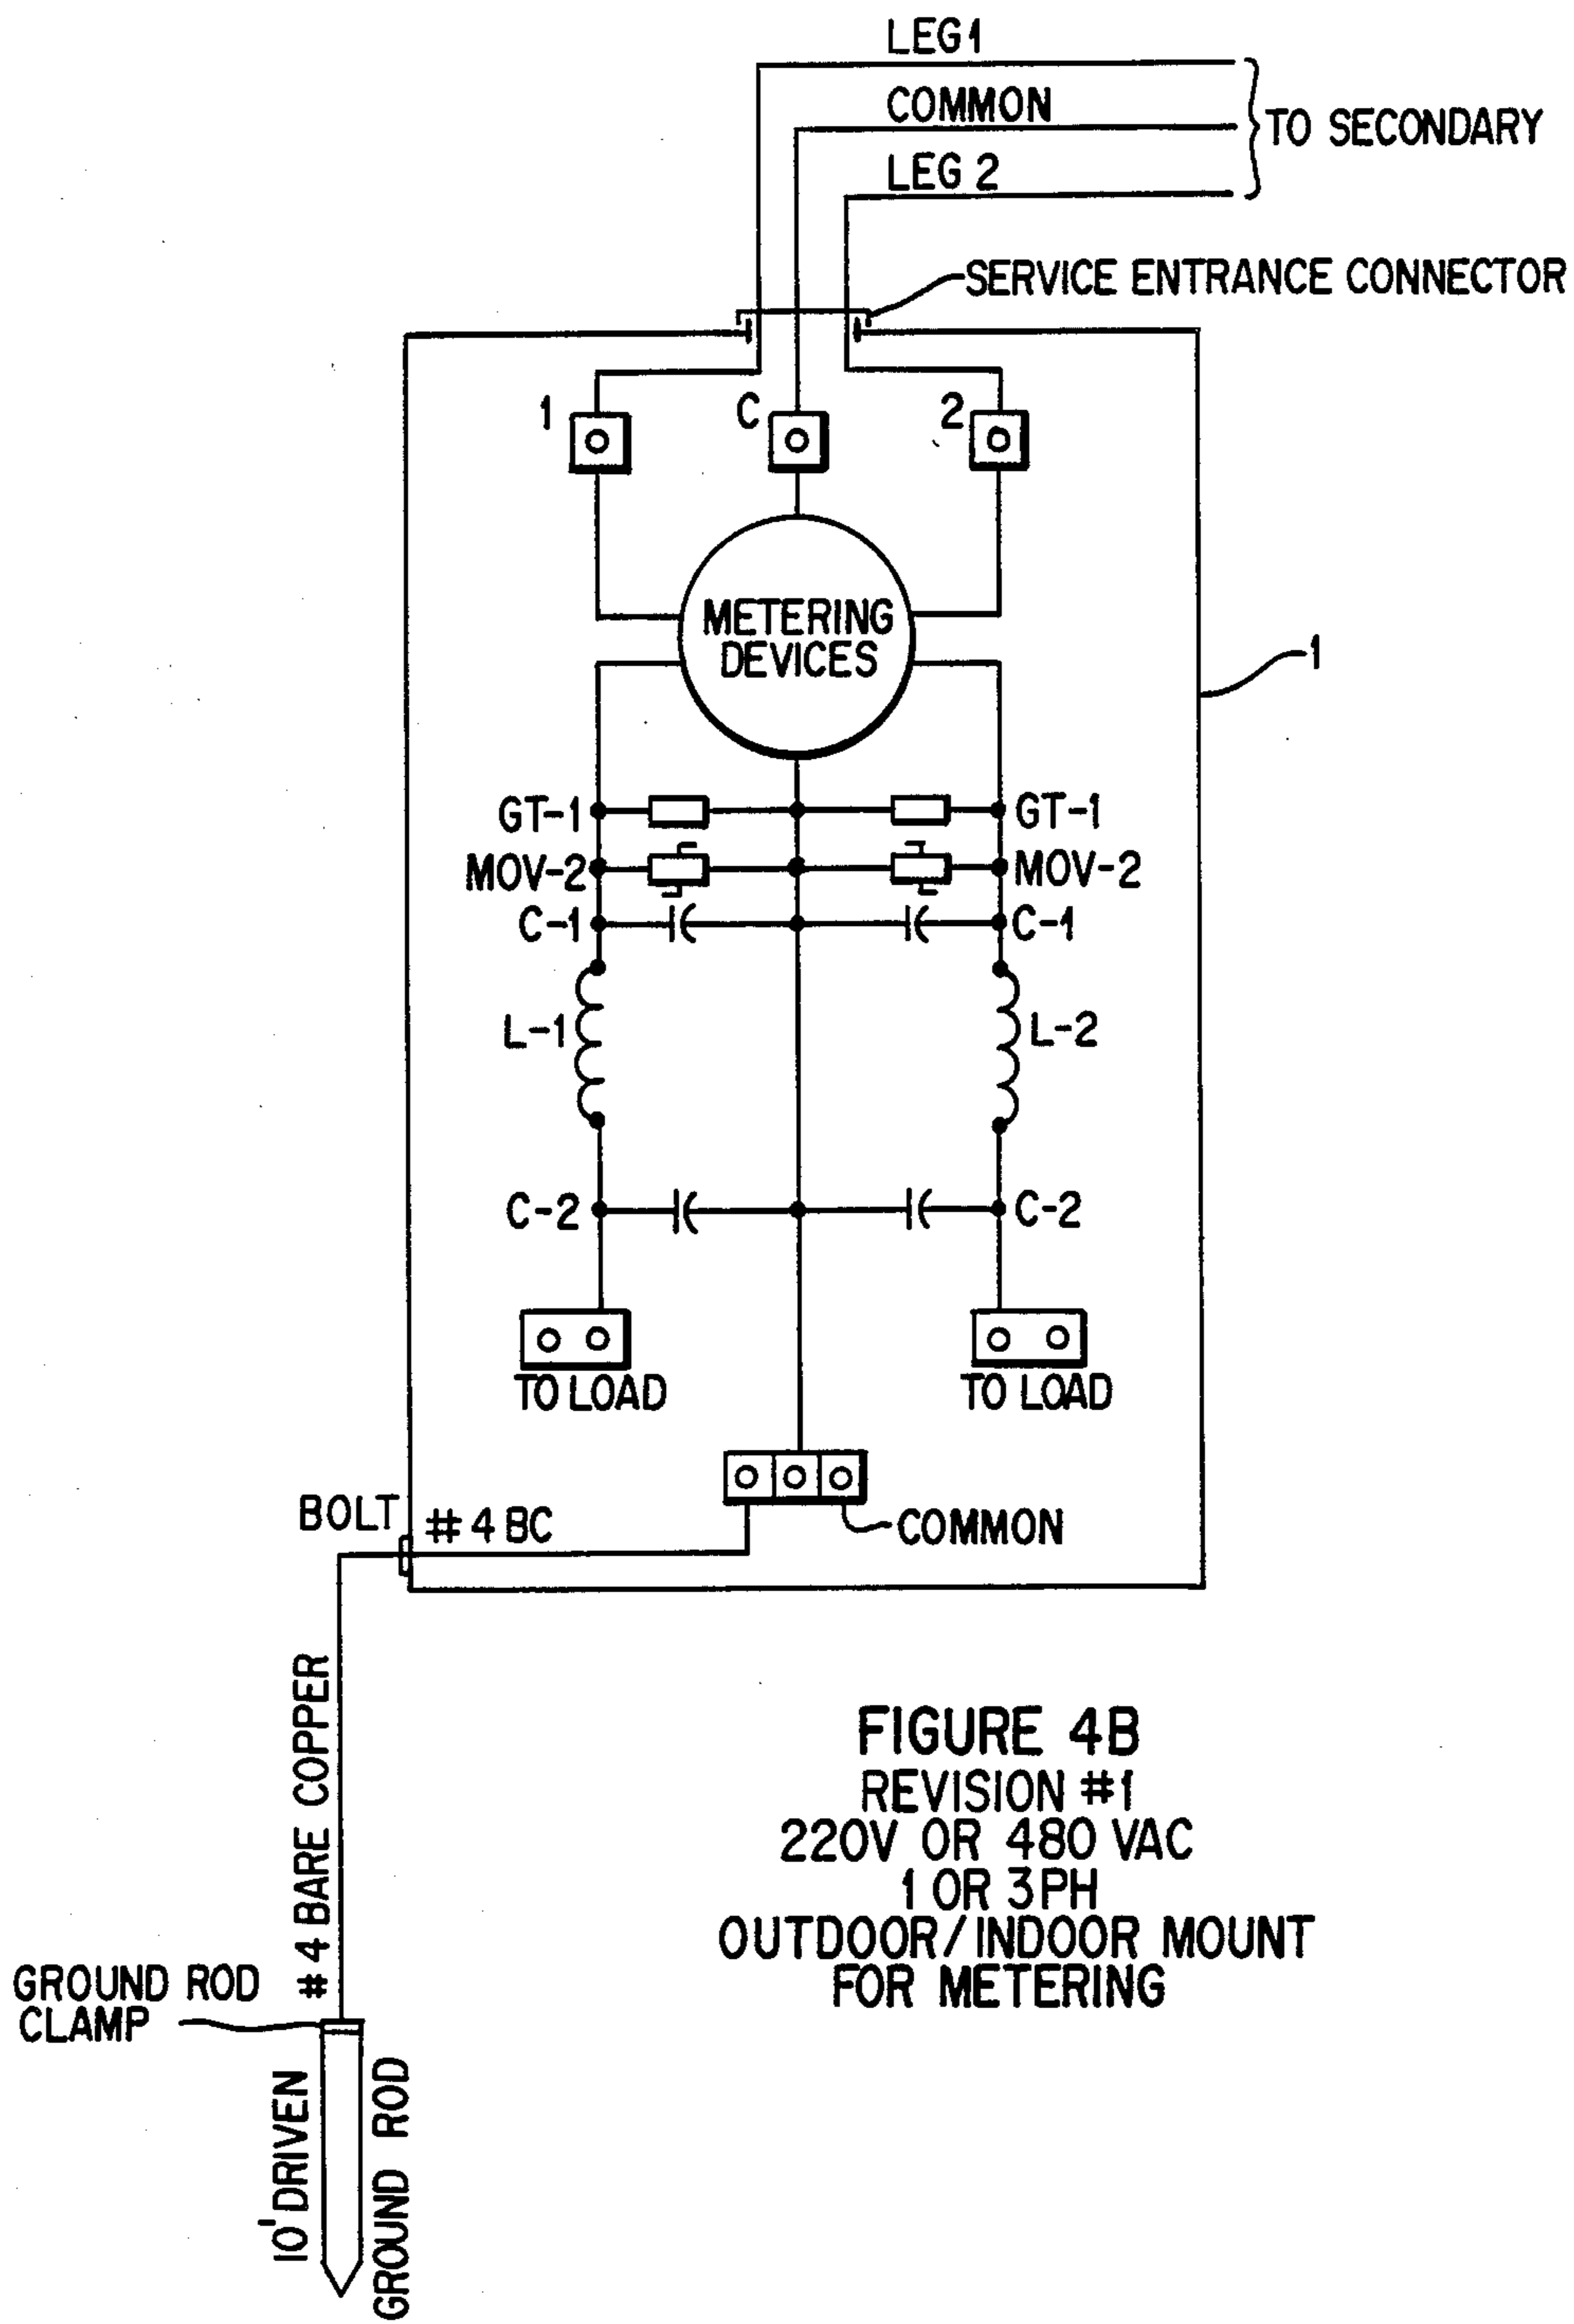 LEG 1
COMMON
LEG 2
TO SECONDARY
SERVICE ENTRANCE CONNECTOR
1
C
2
METERING
DEVICES
1
GT-1
GT-1
MOV-2
MOV-2
C-1
C-1
L-1
L-2
C-2
C-2
TO LOAD
TO LOAD
BOLT
# 4 BC
COMMON
# 4 BARE COPPER
GROUND ROD
CLAMP
10' DRIVEN
GROUND ROD
FIGURE 4B
REVISION #1
220V OR 480 VAC
1 OR 3PH
OUTDOOR/INDOOR MOUNT
FOR METERING